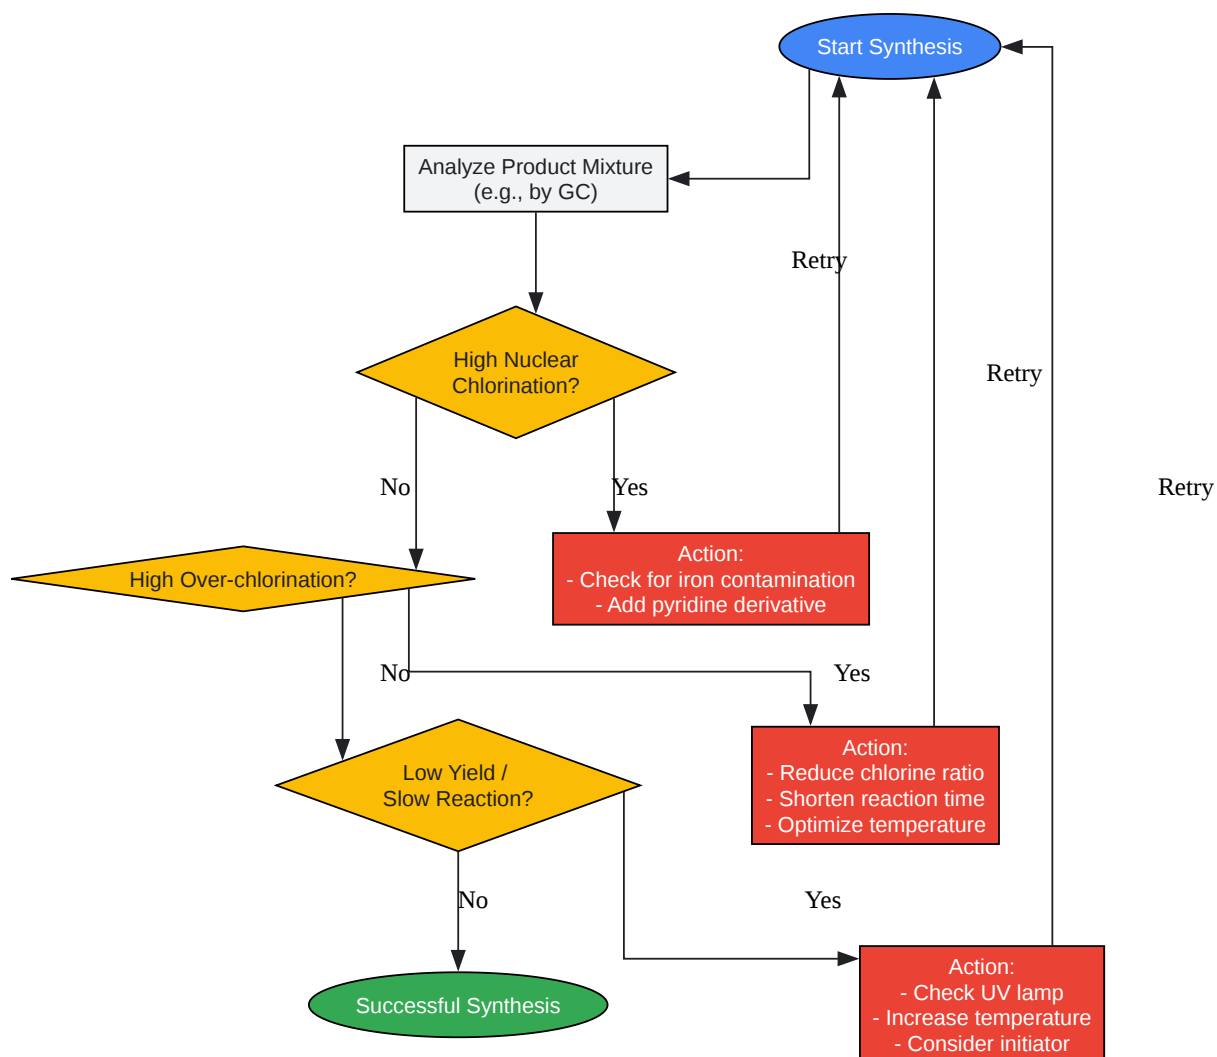 Start Synthesis
Analyze Product Mixture
(e.g., by GC)
Retry
High Nuclear
Chlorination?
Retry
No
Yes
Retry
Action:
- Check for iron contamination
- Add pyridine derivative
High Over-chlorination?
No
Yes
Action:
- Reduce chlorine ratio
- Shorten reaction time
- Optimize temperature
Low Yield /
Slow Reaction?
No
Yes
Action:
- Check UV lamp
- Increase temperature
- Consider initiator
Successful Synthesis